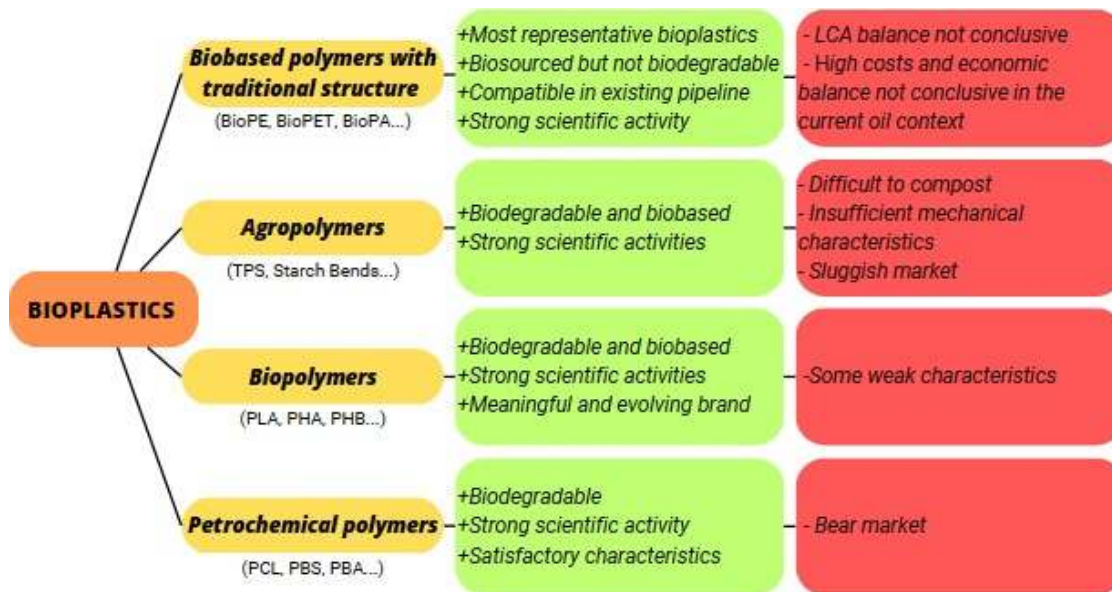 BIOPLASTICS
Biobased polymers with
traditional structure
(BioPE, BioPET, BioPA...)
+Most representative bioplastics
+Biosourced but not biodegradable
+Compatible in existing pipeline
+Strong scientific activity
- LCA balance not conclusive
- High costs and economic
balance not conclusive in the
current oil context
Agropolymers
(TPS, Starch Bends...)
+Biodegradable and biobased
+Strong scientific activities
- Difficult to compost
- Insufficient mechanical
characteristics
- Sluggish market
Biopolymers
(PLA, PHA, PHB...)
+Biodegradable and biobased
+Strong scientific activities
+Meaningful and evolving brand
-Some weak characteristics
Petrochemical polymers
(PCL, PBS, PBA...)
+Biodegradable
+Strong scientific activity
+Satisfactory characteristics
- Bear market